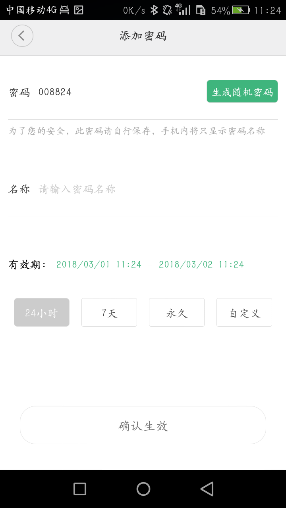 中国移动4G 0K/s 4G 54% 11:24
添加密码
密码 008824 生成随机密码
为了您的安全，此密码请自行保存，手机内将只显示密码名称
名称 请输入密码名称
有效期： 2018/03/01 11:24 2018/03/02 11:24
24小时 7天 永久 自定义
确认生效